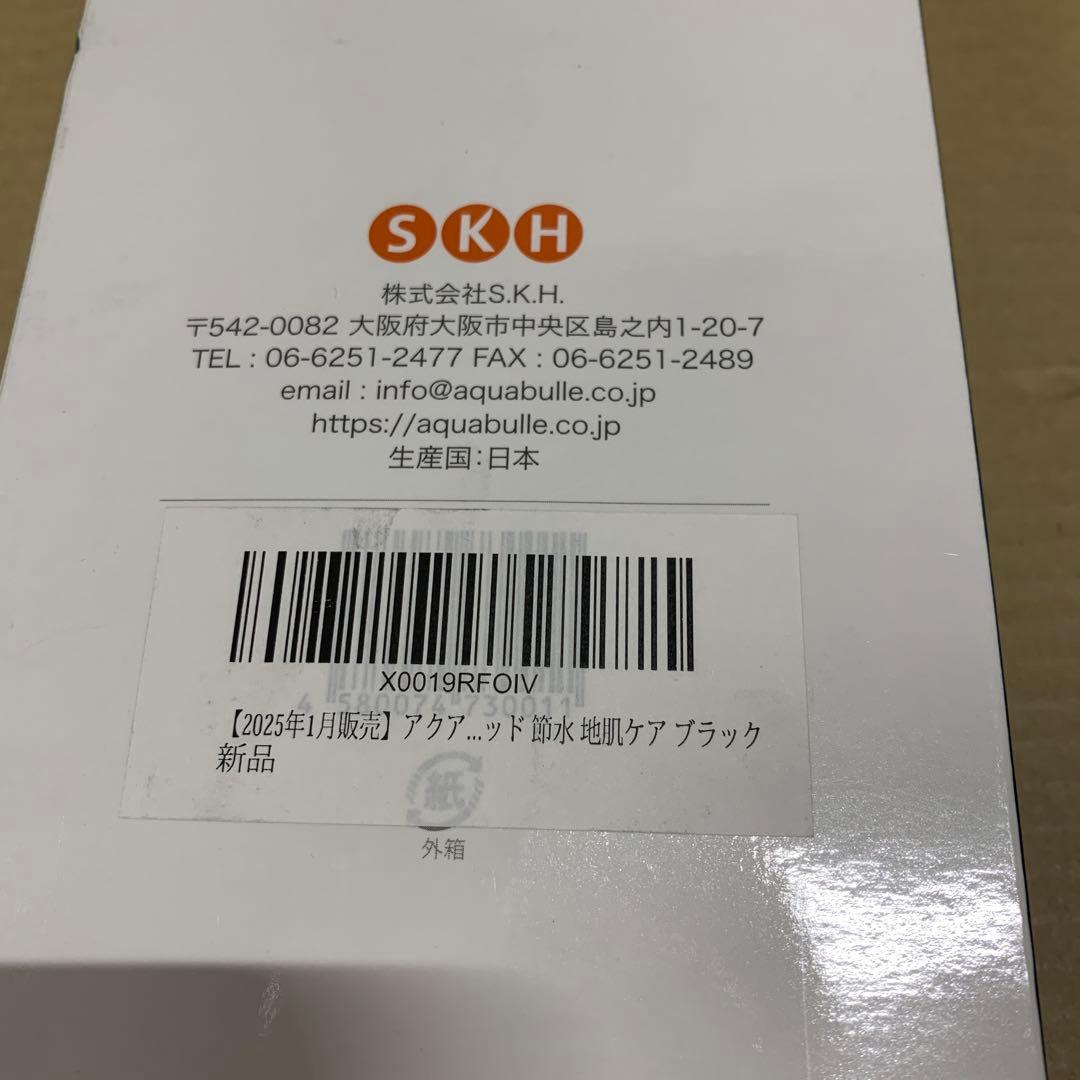 SKH
株式会社S.K.H.
〒542-0082 大阪府大阪市中央区島之内1-20-7
TEL : 06-6251-2477 FAX : 06-6251-2489
email : info@aquabulle.co.jp
https://aquabulle.co.jp
生産国:日本
X0019RFOIV
4 580074 730011
【2025年1月販売】アクア...ッド 節水 地肌ケア ブラック
新品
紙
外箱